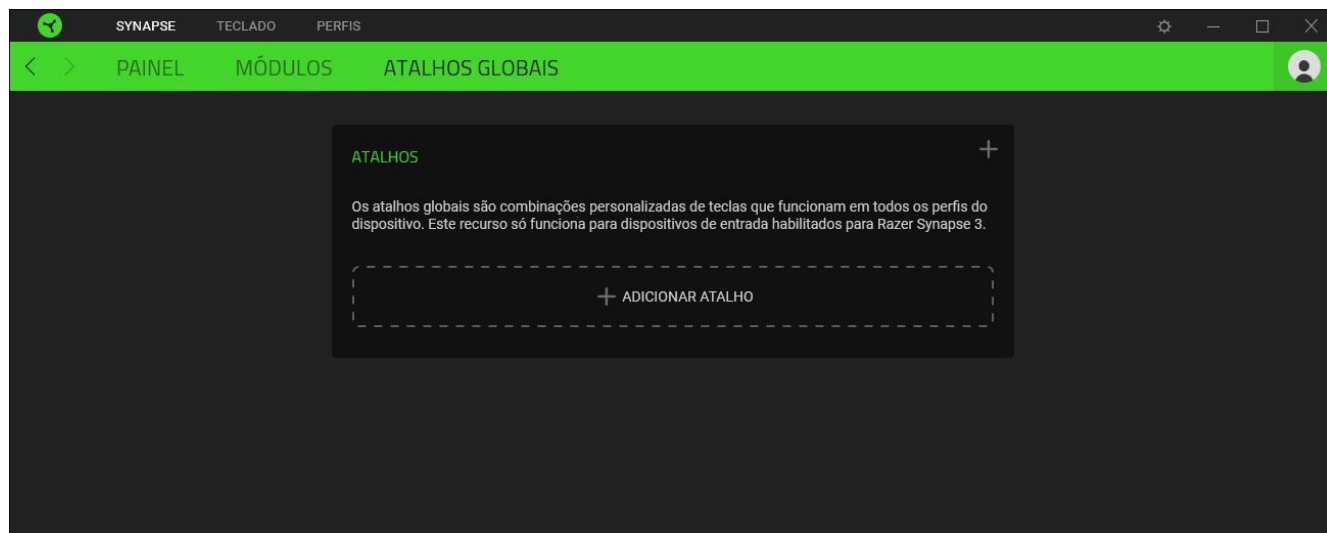 SYNAPSE TECLADO PERFIS
PAINEL MÓDULOS ATALHOS GLOBAIS
ATALHOS
Os atalhos globais são combinações personalizadas de teclas que funcionam em todos os perfis do
dispositivo. Este recurso só funciona para dispositivos de entrada habilitados para Razer Synapse 3.
ADICIONAR ATALHO